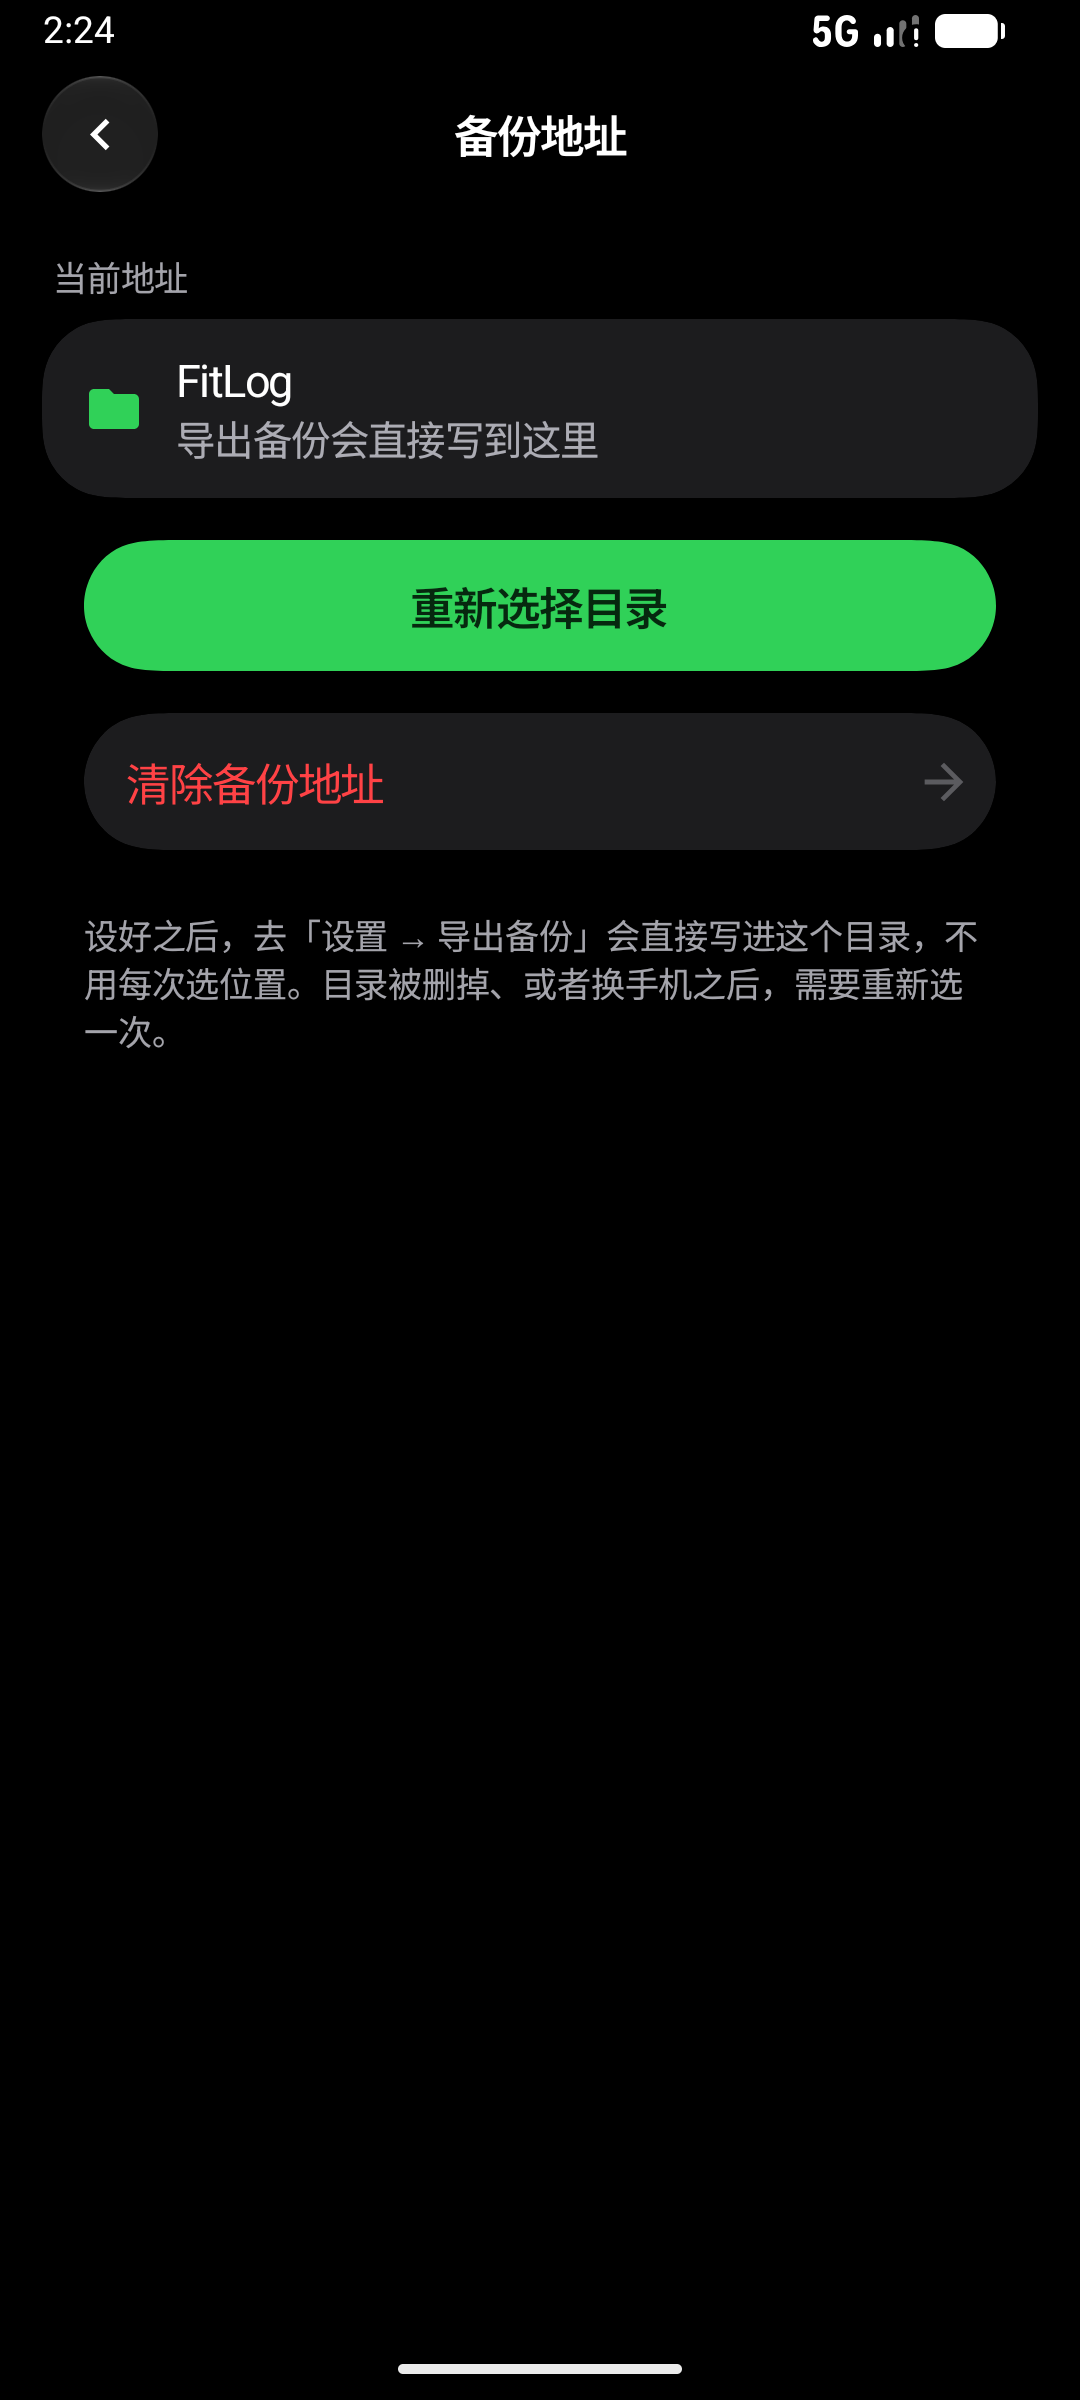 2:24
5G
备份地址
当前地址
FitLog
导出备份会直接写到这里
重新选择目录
清除备份地址
设好之后，去「设置 → 导出备份」会直接写进这个目录，不
用每次选位置。目录被删掉、或者换手机之后，需要重新选
一次。